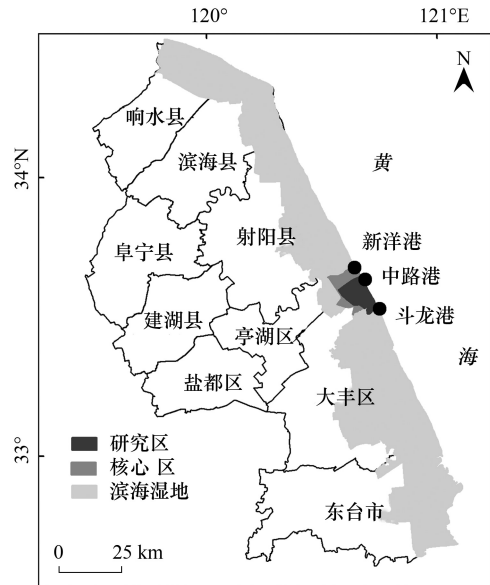 120°
121°E
N
34°N
33°
响水县
滨海县
黄
射阳县
新洋港
阜宁县
中路港
建湖县
斗龙港
亭湖区
海
盐都区
大丰区
研究区
核心 区
滨海湿地
东台市
0 25 km